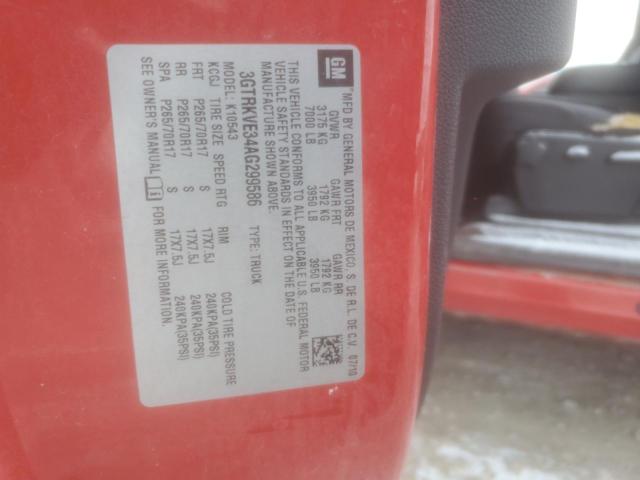 GM
MFD BY GENERAL MOTORS DE MEXICO, S. DE R.L. DE C.V. 07/10
GVWR GAWR FRT GAWR RR
3175 KG 1792 KG 1792 KG
7000 LB 3950 LB 3950 LB
THIS VEHICLE CONFORMS TO ALL APPLICABLE U.S. FEDERAL MOTOR
VEHICLE SAFETY STANDARDS IN EFFECT ON THE DATE OF
MANUFACTURE SHOWN ABOVE.
3GTRKVE34AG299586 TYPE: TRUCK
MODEL: K10543
KCGJ TIRE SIZE SPEED RTG RIM COLD TIRE PRESSURE
FRT P265/70R17 S 17X7.5J 240KPA(35PSI)
RR P265/70R17 S 17X7.5J 240KPA(35PSI)
SPA P265/70R17 S 17X7.5J 240KPA(35PSI)
SEE OWNER'S MANUAL FOR MORE INFORMATION.